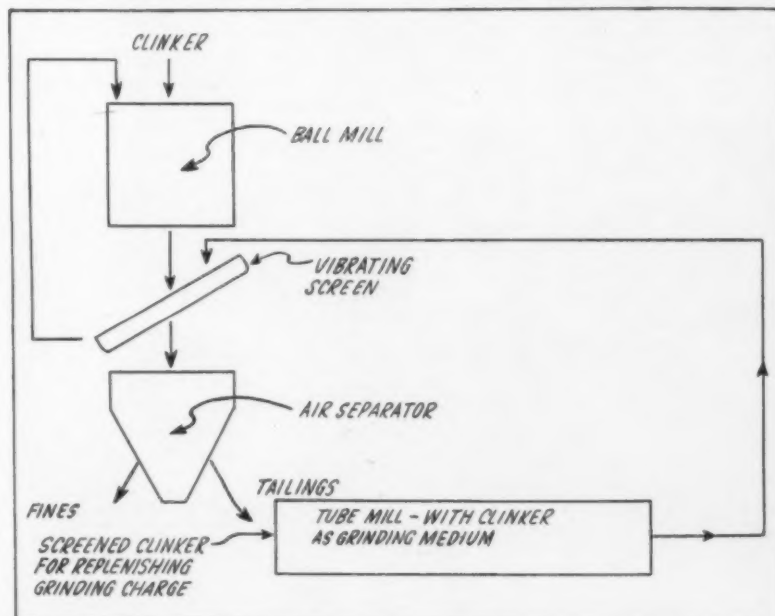 CLINKER
BALL MILL
VIBRATING
SCREEN
AIR SEPARATOR
TAILINGS
FINES
TUBE MILL - WITH CLINKER
AS GRINDING MEDIUM
SCREENED CLINKER
FOR REPLENISHING
GRINDING CHARGE